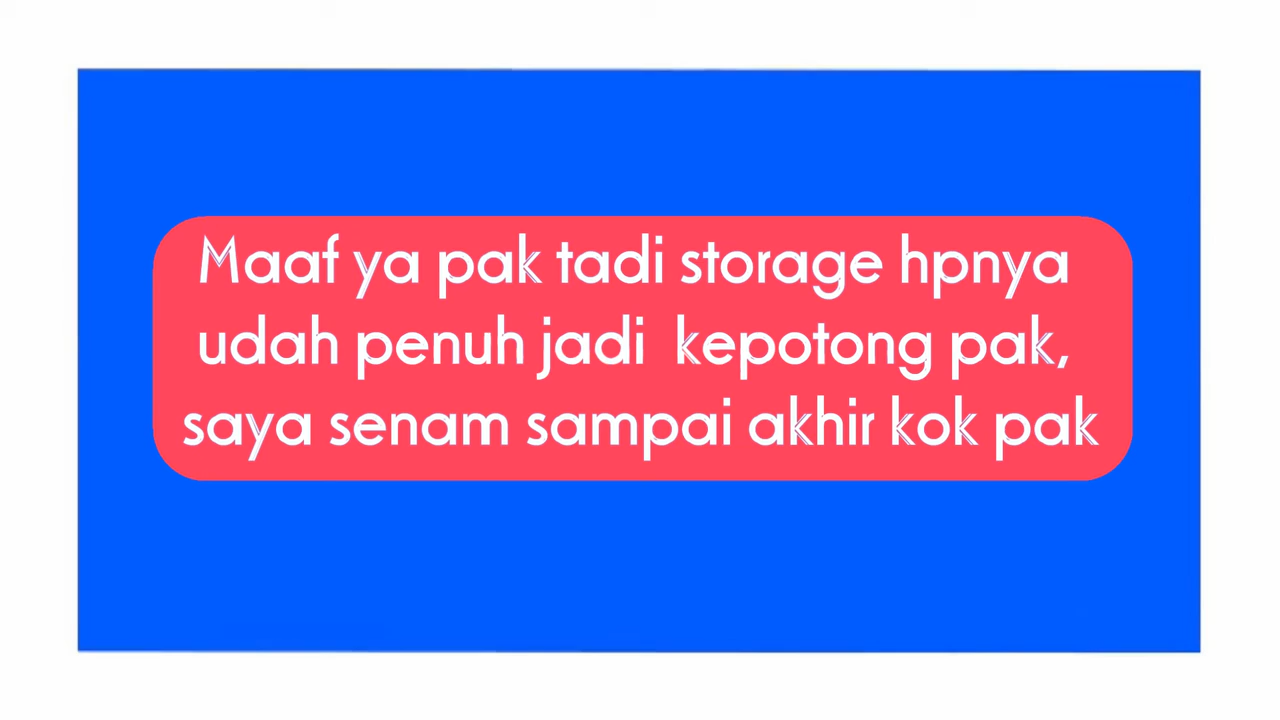 Maaf ya pak tadi storage hpnya
udah penuh jadi  kepotong pak,
saya senam sampai akhir kok pak